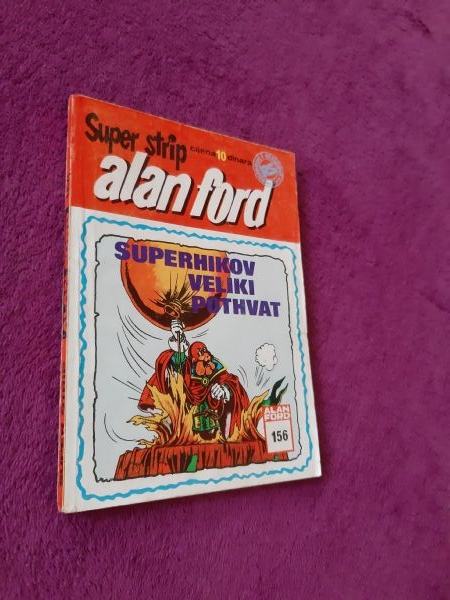 Super strip
cijena 10 dinara
alan ford
SUPERHIKOV
VELIKI
POTHVAT
ALAN
FORD
156